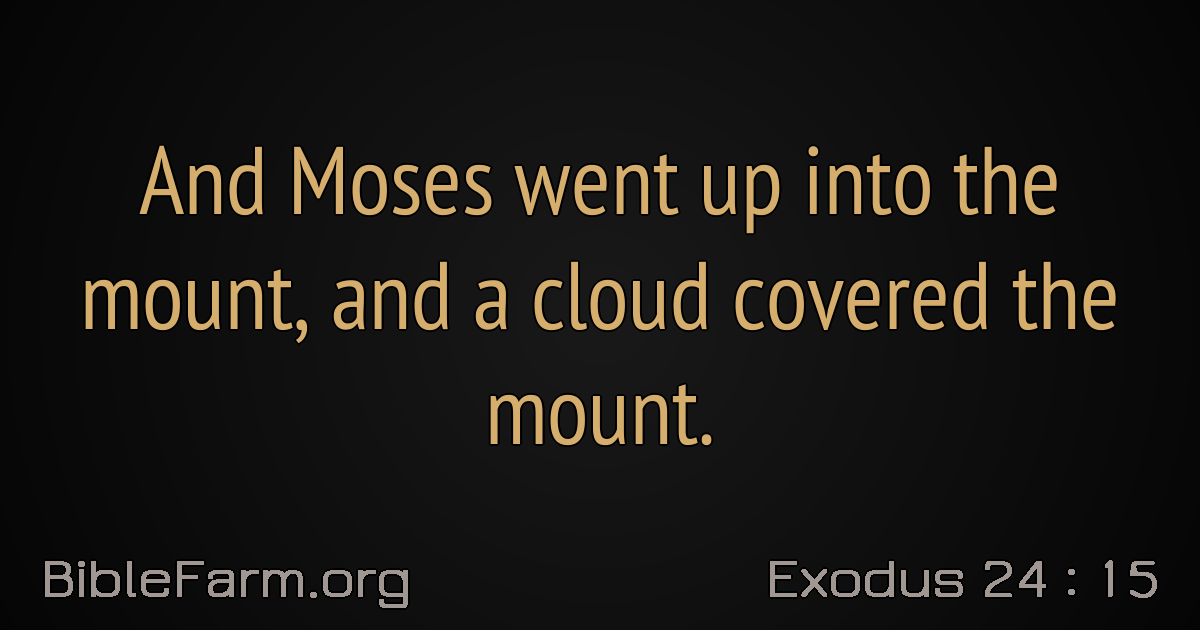 And Moses went up into the
mount, and a cloud covered the
mount.
BibleFarm.org
Exodus 24 : 15